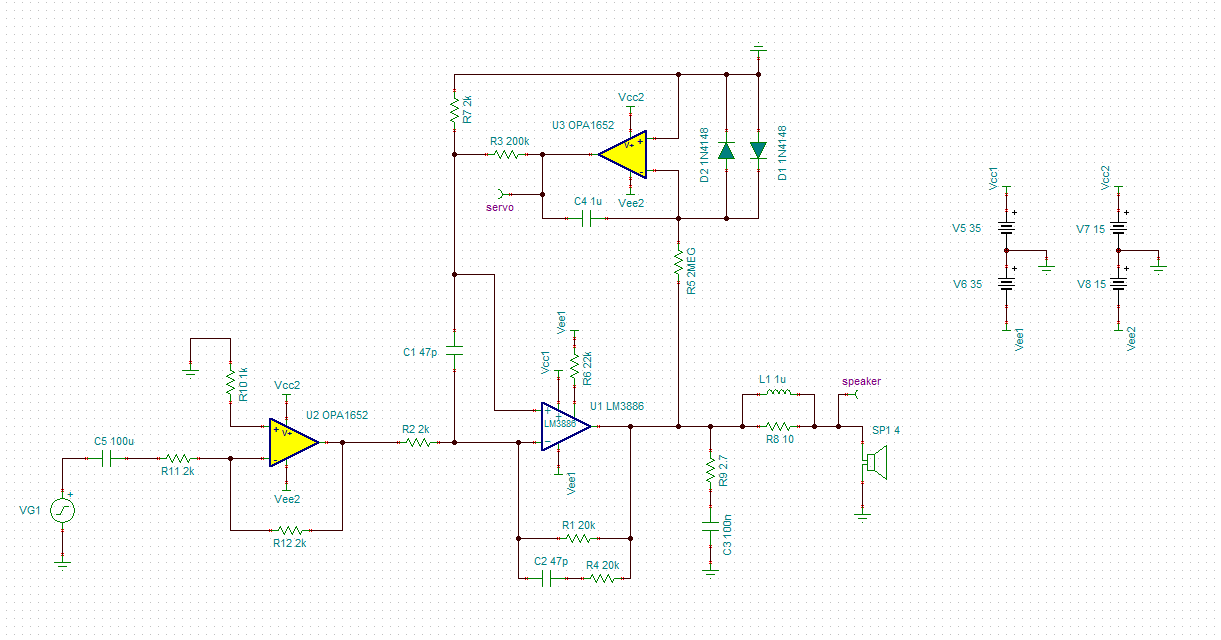 Vcc2
R7 2k
U3 OPA1652
R3 200k
V+
+
-
D2 1N4148
D1 1N4148
servo
C4 1u
Vee2
R5 2MEG
Vcc1
Vcc2
V5 35
+
V7 15
+
V6 35
+
V8 15
+
Vee1
Vee2
C1 47p
Vee1
Vcc1
R6 22k
R10 1k
Vcc2
U2 OPA1652
+
V+
-
Vee2
C5 100u
R11 2k
VG1
+
R12 2k
R2 2k
U1 LM3886
+
+
LM3886
-
Vee1
L1 1u
speaker
R8 10
SP1 4
R9 2.7
C3 100n
R1 20k
C2 47p
R4 20k